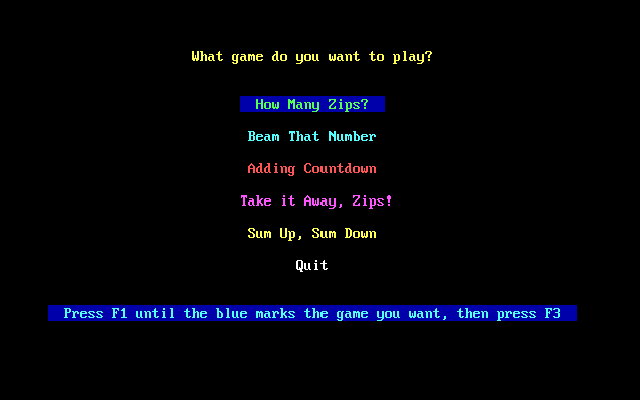 What game do you want to play?
How Many Zips?
Beam That Number
Adding Countdown
Take it Away, Zips!
Sum Up, Sum Down
Quit
Press F1 until the blue marks the game you want, then press F3